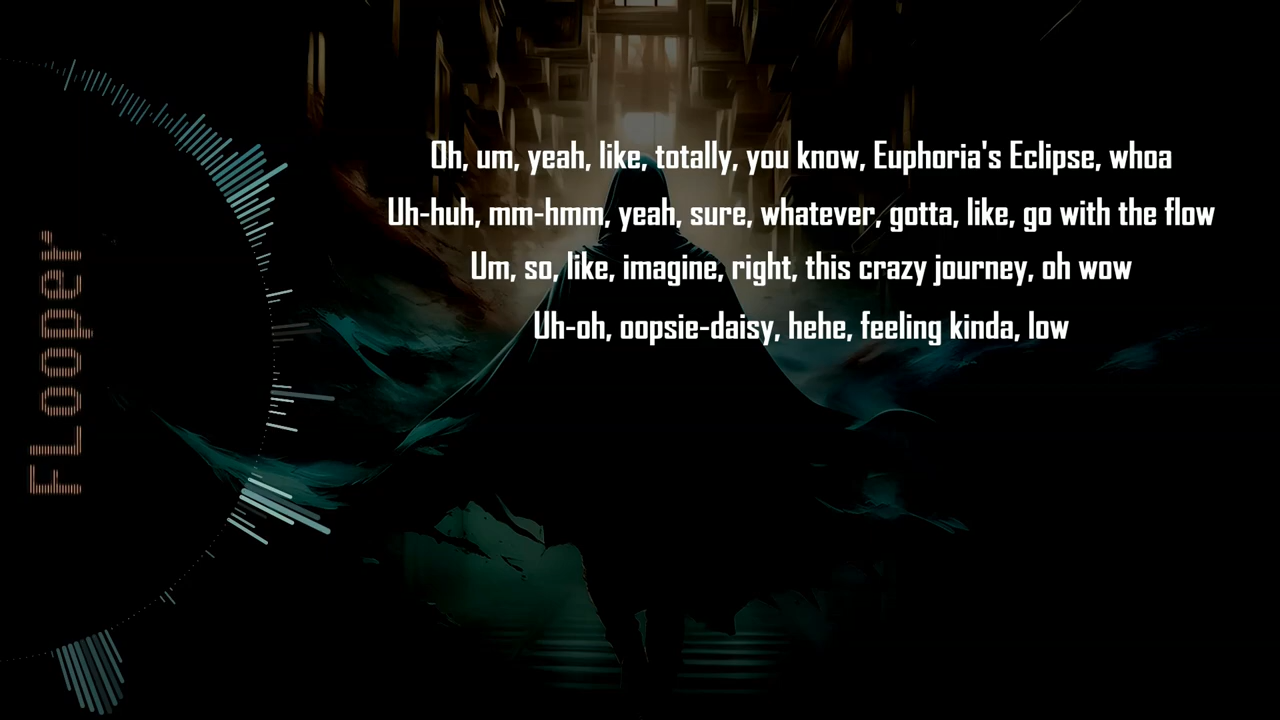 FLooper
Oh, um, yeah, like, totally, you know, Euphoria's Eclipse, whoa
Uh-huh, mm-hmm, yeah, sure, whatever, gotta, like, go with the flow
Um, so, like, imagine, right, this crazy journey, oh wow
Uh-oh, oopsie-daisy, hehe, feeling kinda, low